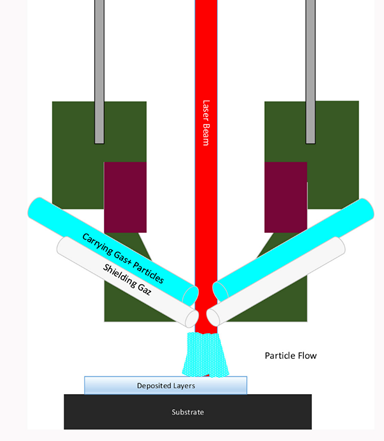 Laser Beam
Carrying Gas+ Particles
Shielding Gaz
Particle Flow
Deposited Layers
Substrate